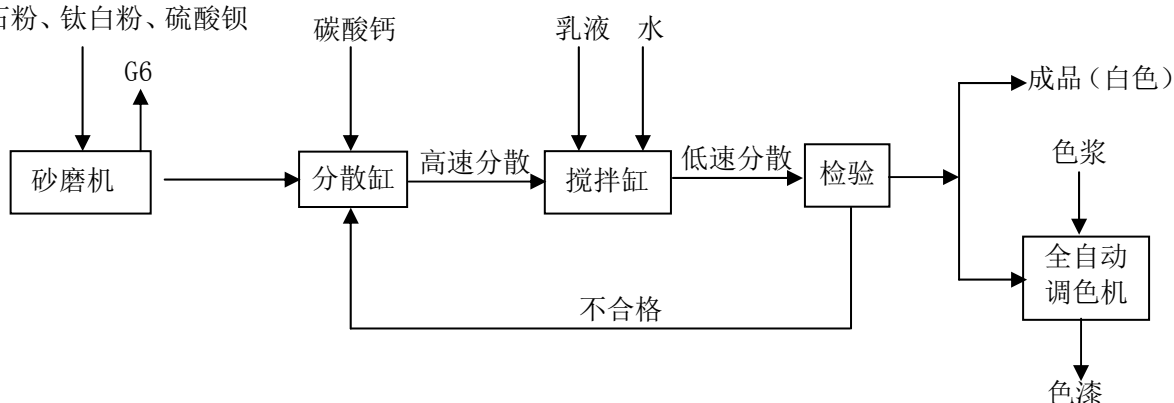 石粉、钛白粉、硫酸钡
G6
碳酸钙
乳液
水
成品（白色）
色浆
砂磨机
分散缸
高速分散
搅拌缸
低速分散
检验
全自动
调色机
不合格
色漆